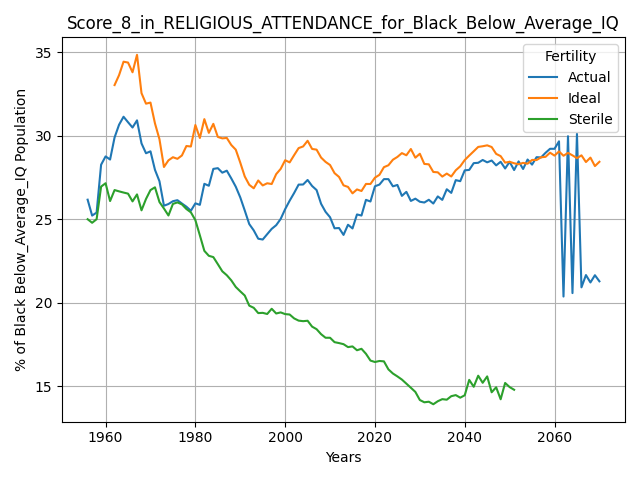 Score_8_in_RELIGIOUS_ATTENDANCE_for_Black_Below_Average_IQ
Fertility
Actual
Ideal
Sterile
35
30
25
20
15
% of Black Below_Average_IQ Population
1960
1980
2000
2020
2040
2060
Years